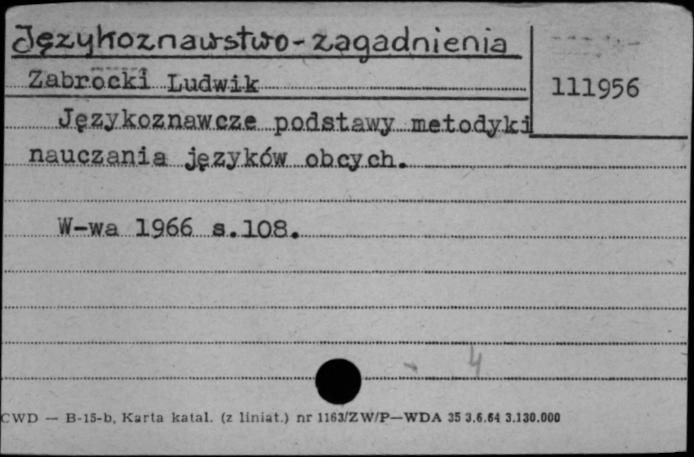 Językoznawstwo-zagadnienia
Zabrocki Ludwik
111956
Językoznawcze podstawy metodyki
nauczania języków obcych.
W-wa 1966 s.108.
4
CWD — B-15-b, Karta katal. (z liniat.) nr 1163/ZW/P—WDA 35 3.6.64 3.130.000